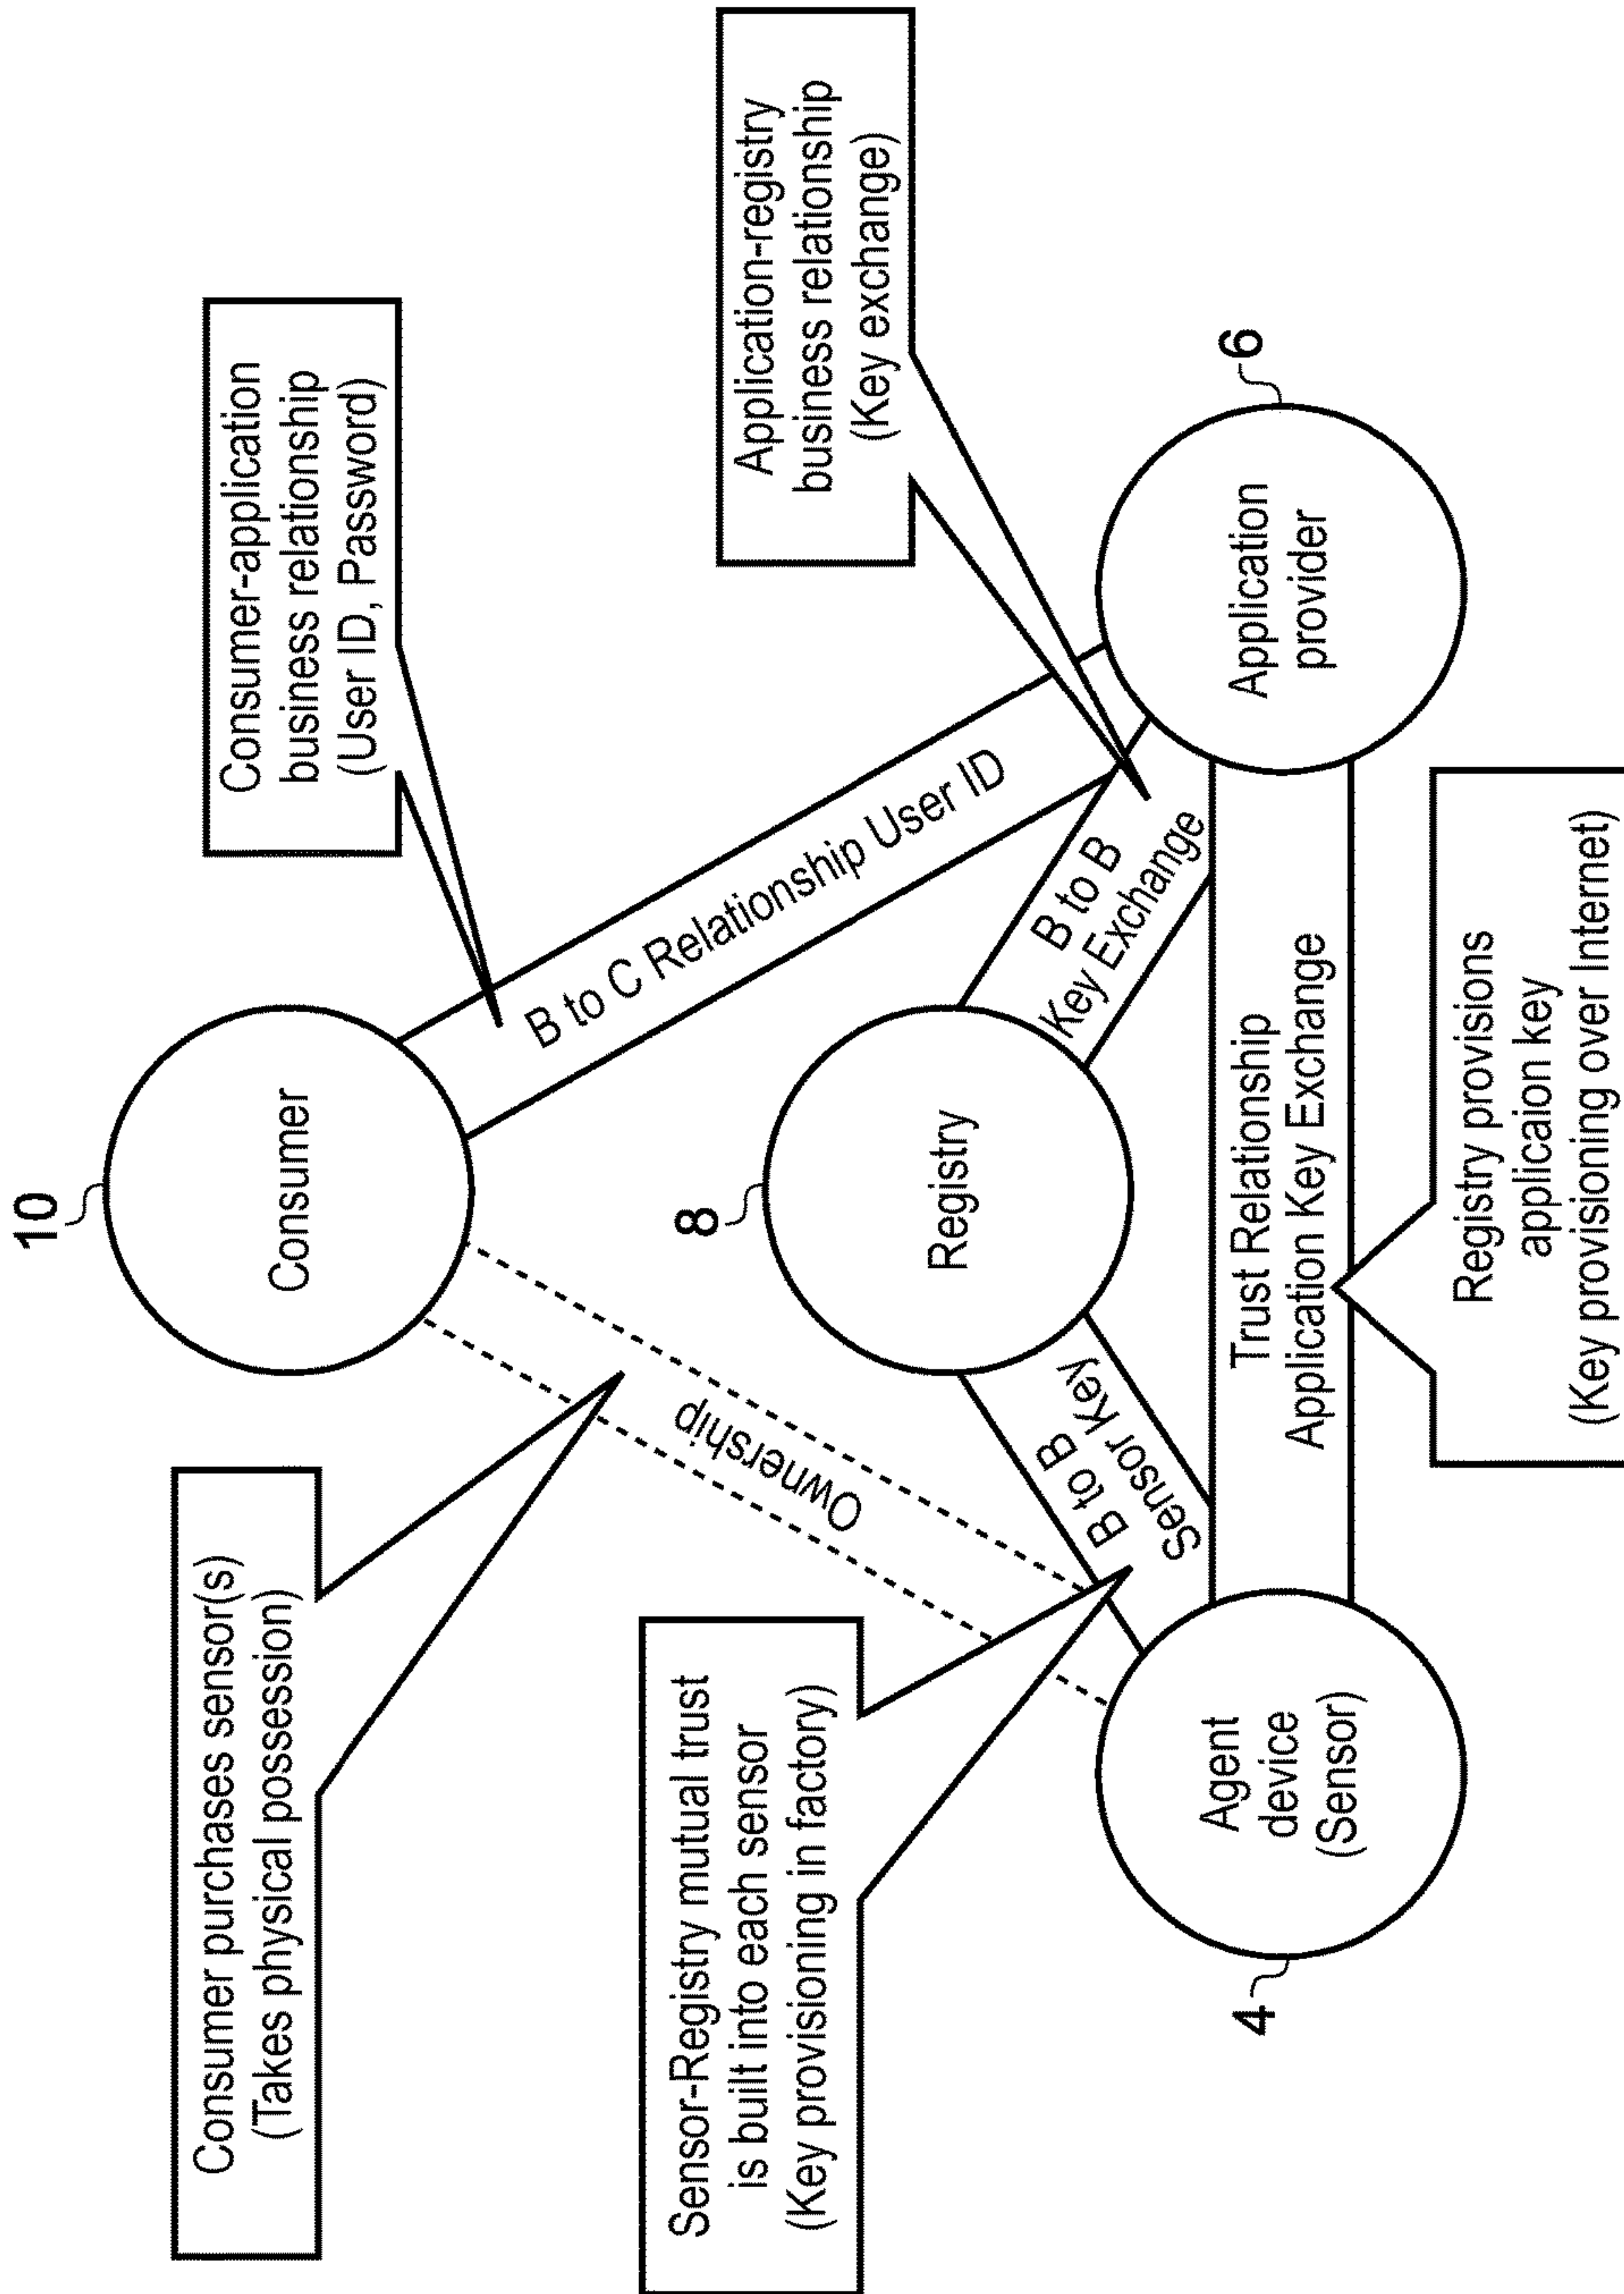 10
Consumer
Consumer purchases sensor(s)
(Takes physical possession)
Consumer-application
business relationship
(User ID, Password)
Ownership
B to C Relationship User ID
8
Registry
Sensor-Registry mutual trust
is built into each sensor
(Key provisioning in factory)
Application-registry
business relationship
(Key exchange)
B to B
Sensor Key
B to B
Key Exchange
4
Agent
device
(Sensor)
Trust Relationship
Application Key Exchange
6
Application
provider
Registry provisions
applicaion key
(Key provisioning over Internet)